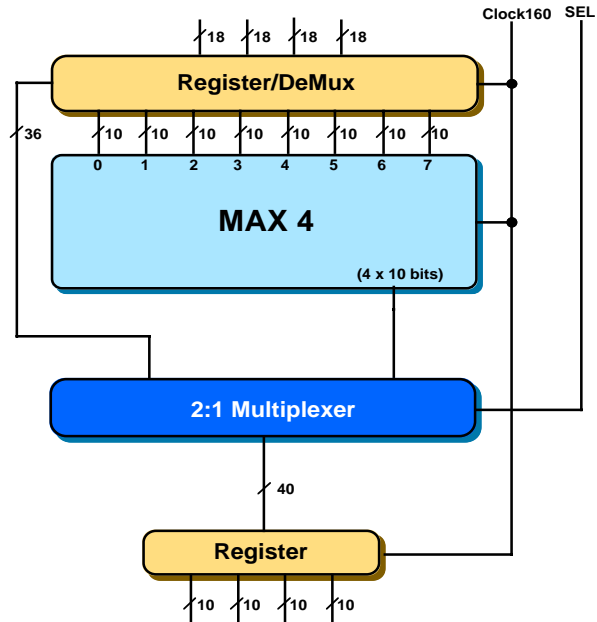 Clock160 SEL
18 18 18 18
Register/DeMux
36
10 10 10 10 10 10 10 10
0 1 2 3 4 5 6 7
MAX 4
(4 x 10 bits)
2:1 Multiplexer
40
Register
10 10 10 10